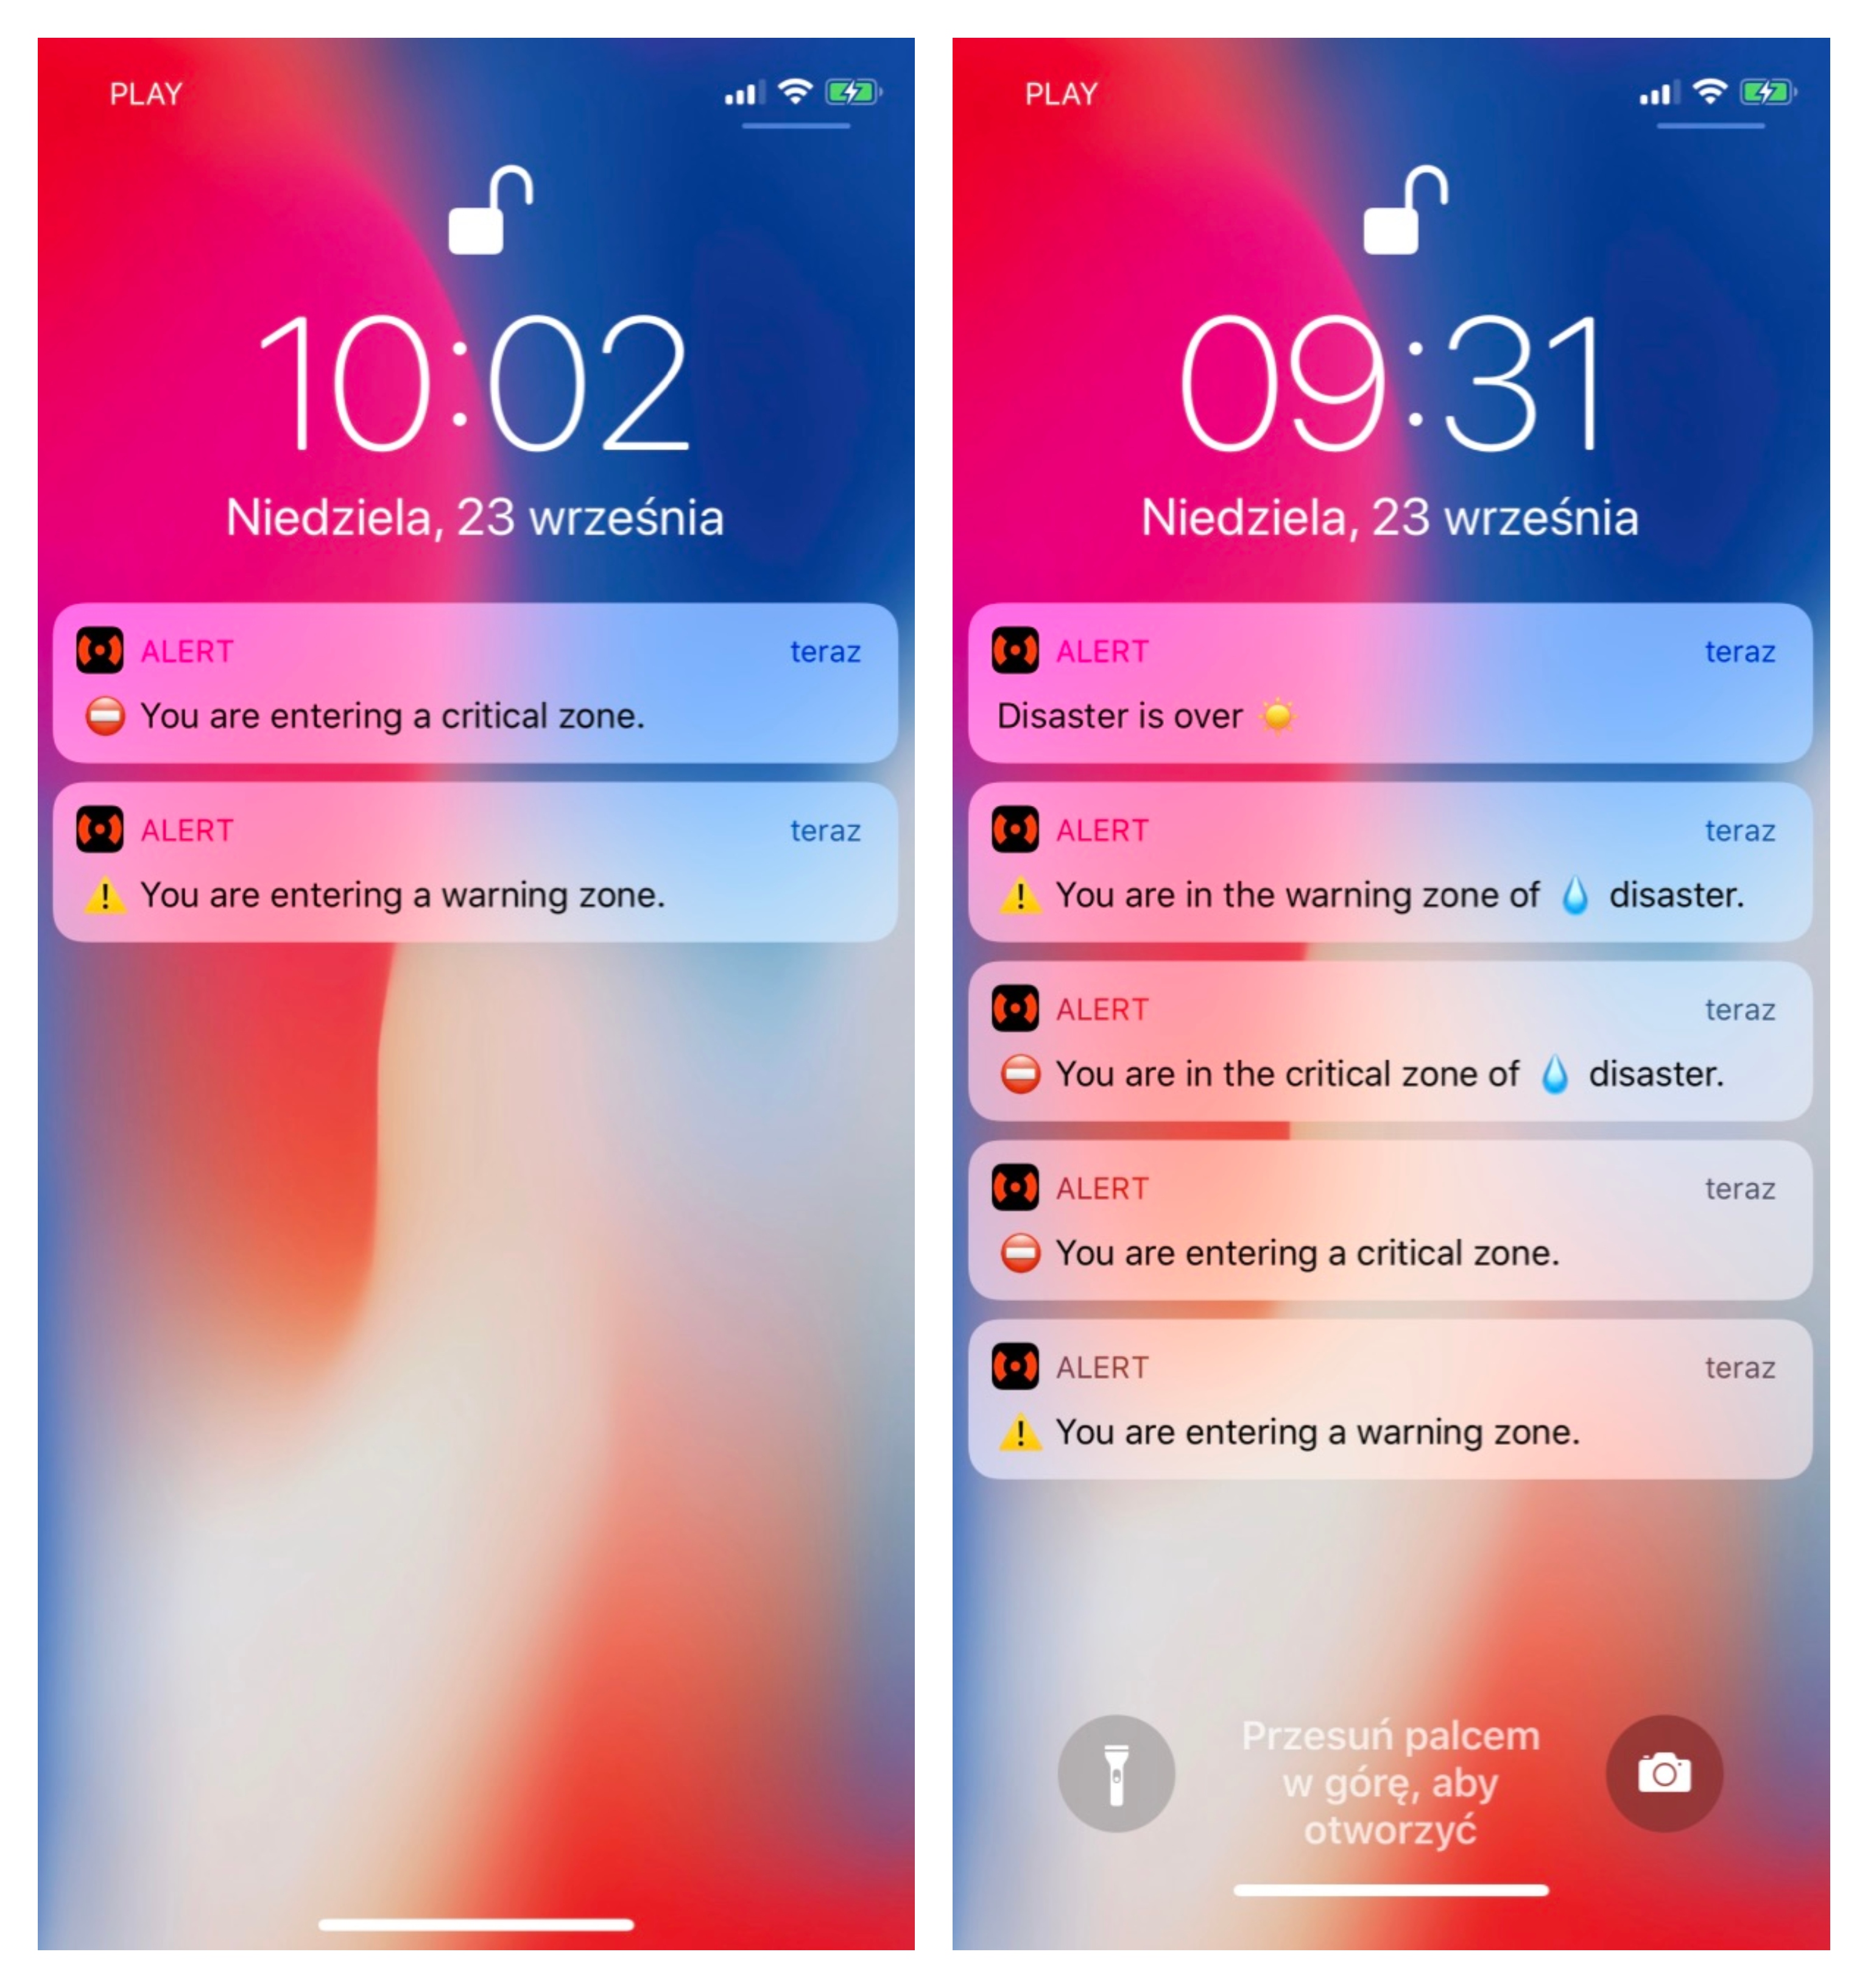 PLAY
10:02
Niedziela, 23 września
ALERT teraz
⛔ You are entering a critical zone.
ALERT teraz
⚠️ You are entering a warning zone.
PLAY
09:31
Niedziela, 23 września
ALERT teraz
Disaster is over ☀️
ALERT teraz
⚠️ You are in the warning zone of 💧 disaster.
ALERT teraz
⛔ You are in the critical zone of 💧 disaster.
ALERT teraz
⛔ You are entering a critical zone.
ALERT teraz
⚠️ You are entering a warning zone.
Przesuń palcem
w górę, aby
otworzyć